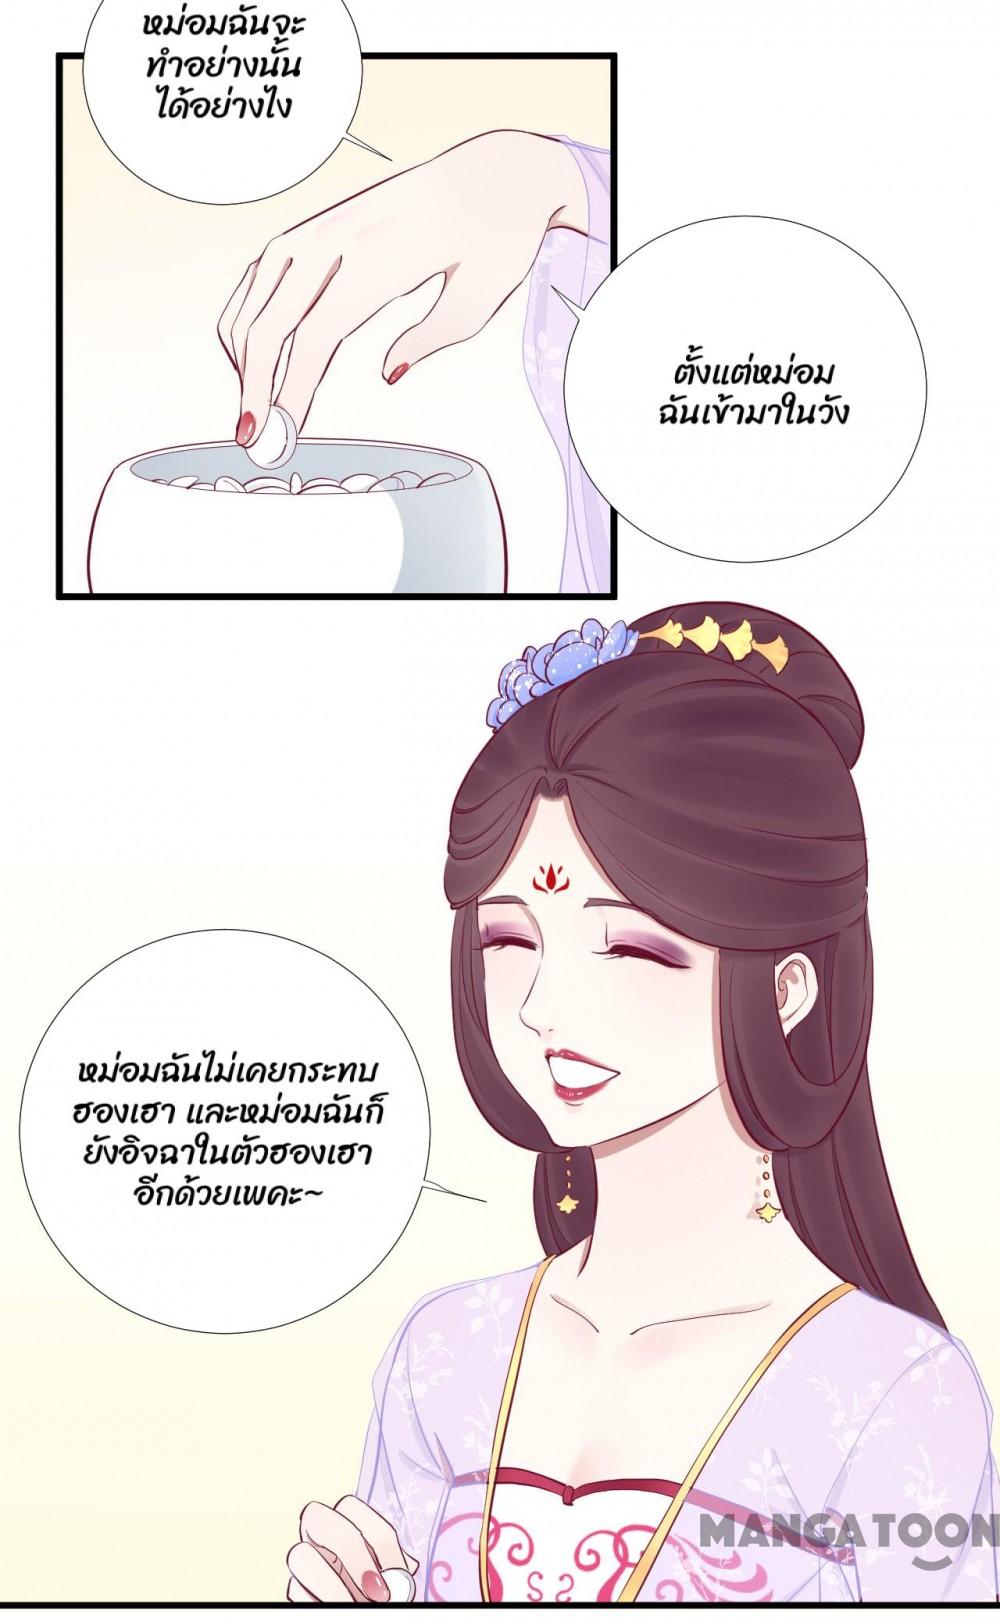 หม่อมฉันจะ
ทำอย่างนั้น
ได้อย่างไง
ตั้งแต่หม่อม
ฉันเข้ามาในวัง
หม่อมฉันไม่เคยกระทบ
ฮองเฮา และหม่อมฉันก็
ยังอิจฉาในตัวฮองเฮา
อีกด้วยเพคะ~
MANGATOON